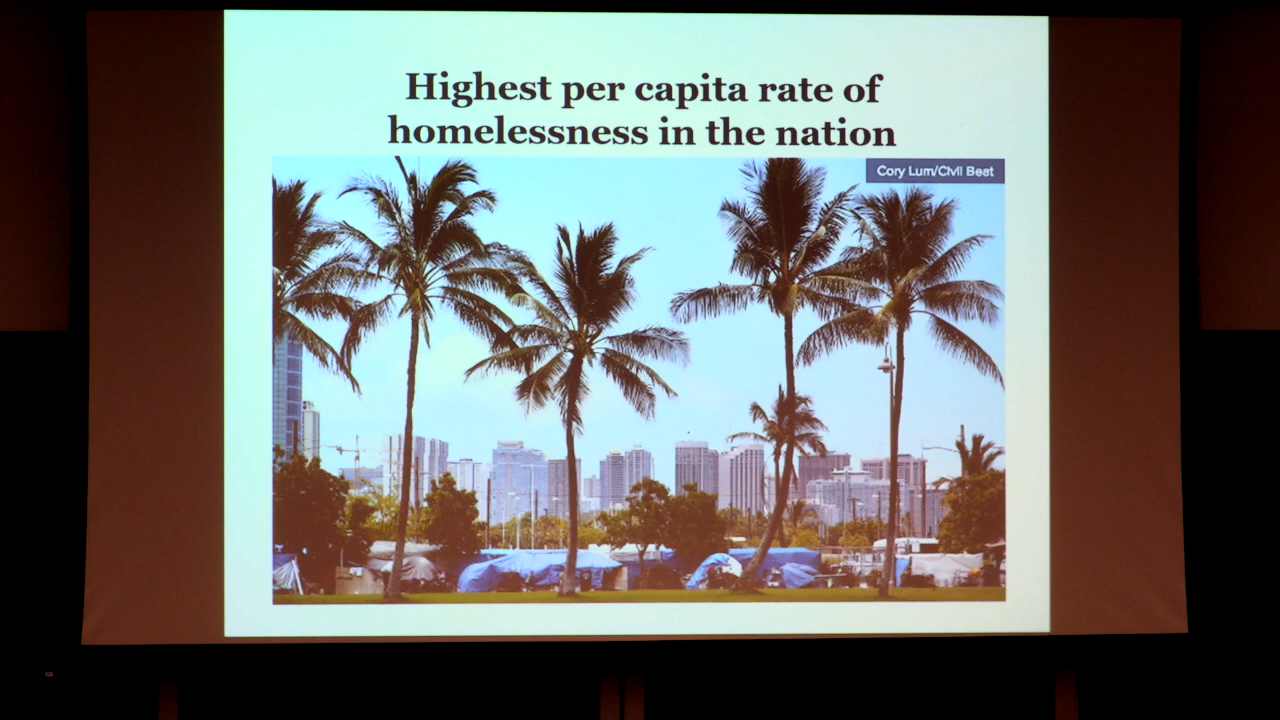 Highest per capita rate of
homelessness in the nation
Cory Lum/Civil Beat